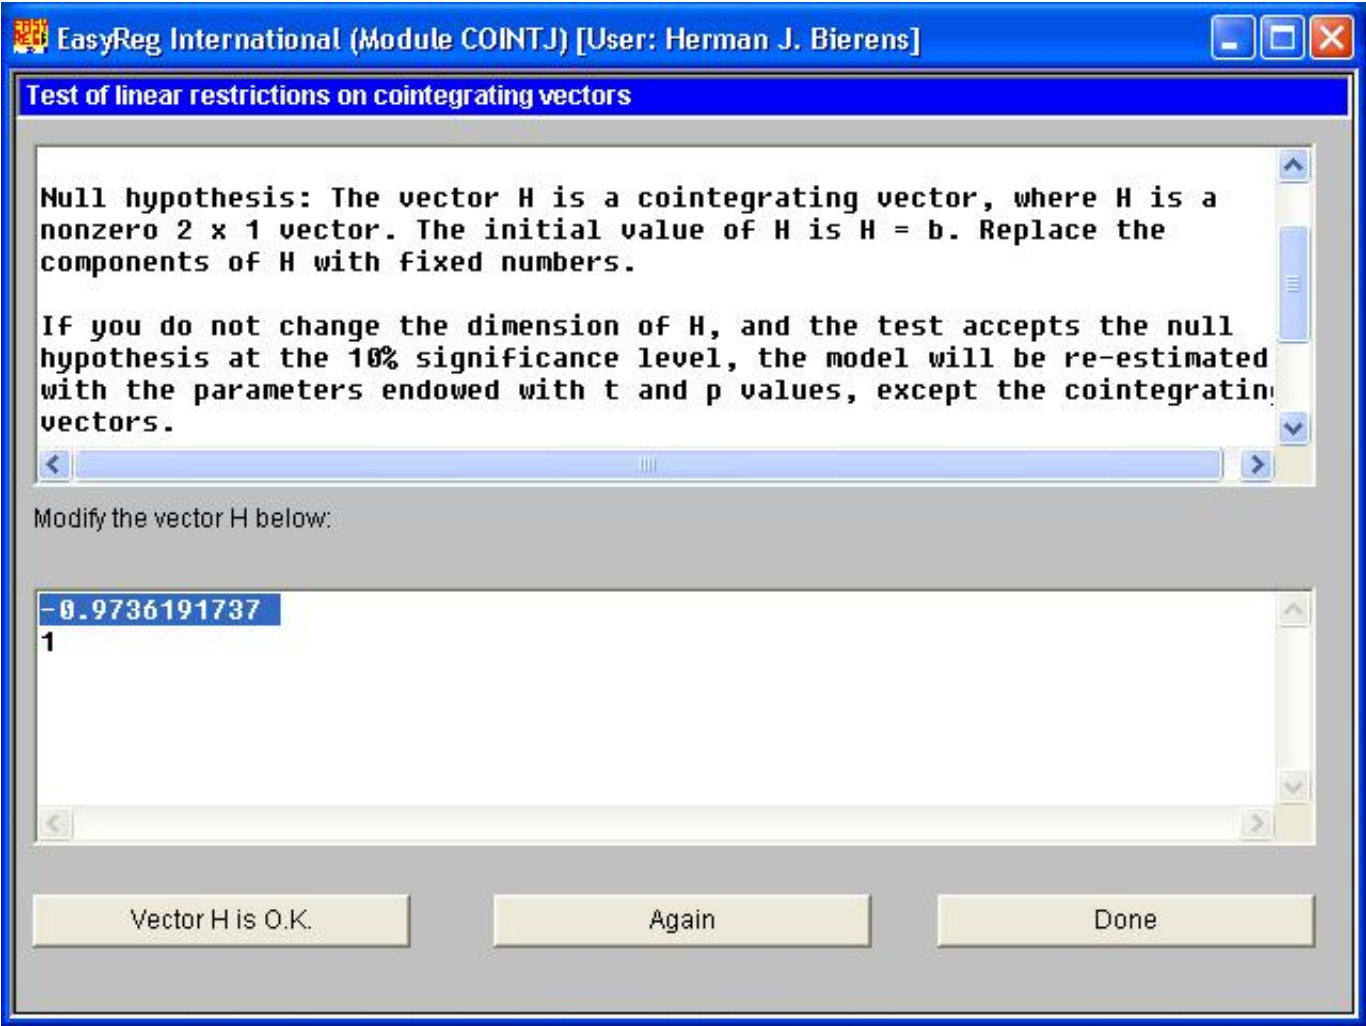 EasyReg International (Module COINTJ) [User: Herman J. Bierens]
Test of linear restrictions on cointegrating vectors
Null hypothesis: The vector H is a cointegrating vector, where H is a
nonzero 2 x 1 vector. The initial value of H is H = b. Replace the
components of H with fixed numbers.
If you do not change the dimension of H, and the test accepts the null
hypothesis at the 10% significance level, the model will be re-estimated
with the parameters endowed with t and p values, except the cointegratin
vectors.
Modify the vector H below:
-0.9736191737
1
Vector H is O.K.
Again
Done